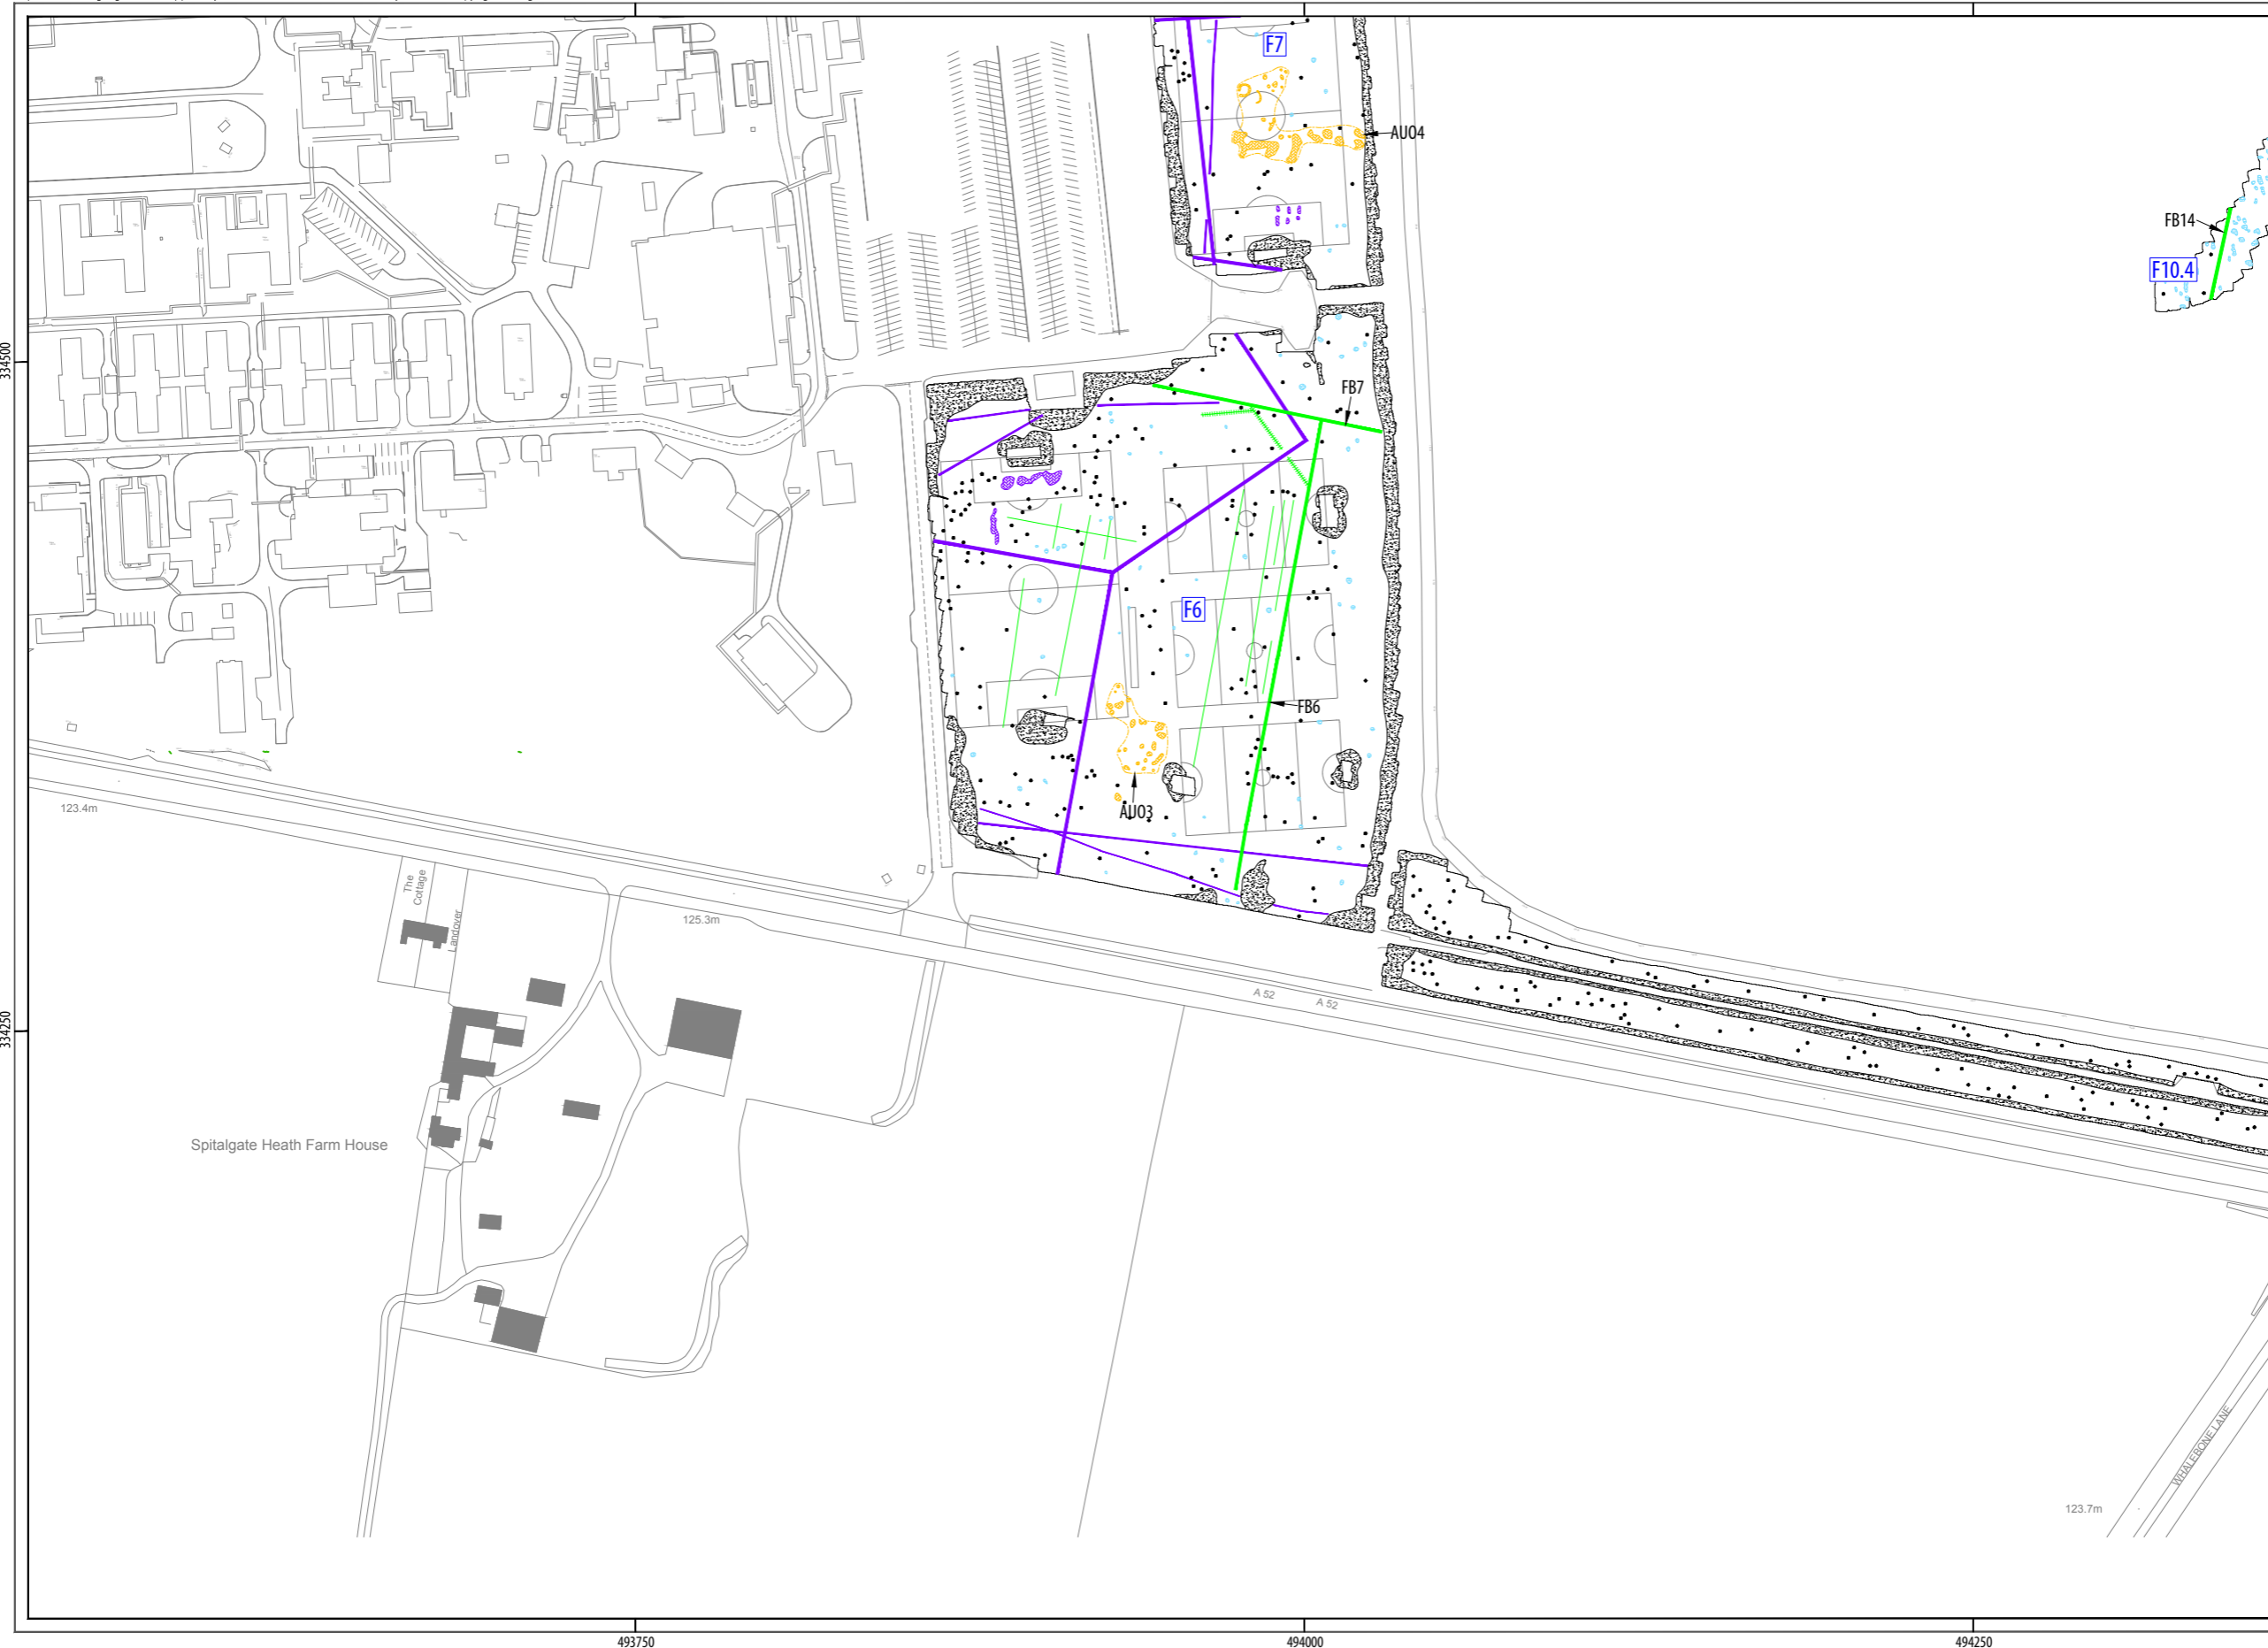 F7
AU04
FB14
F10.4
334500
FB7
F6
FB6
AU03
123.4m
The
Cottage
Landover
125.3m
A 52
A 52
334250
Spitalgate Heath Farm House
WHALEBONE LANE
123.7m
493750
494000
494250